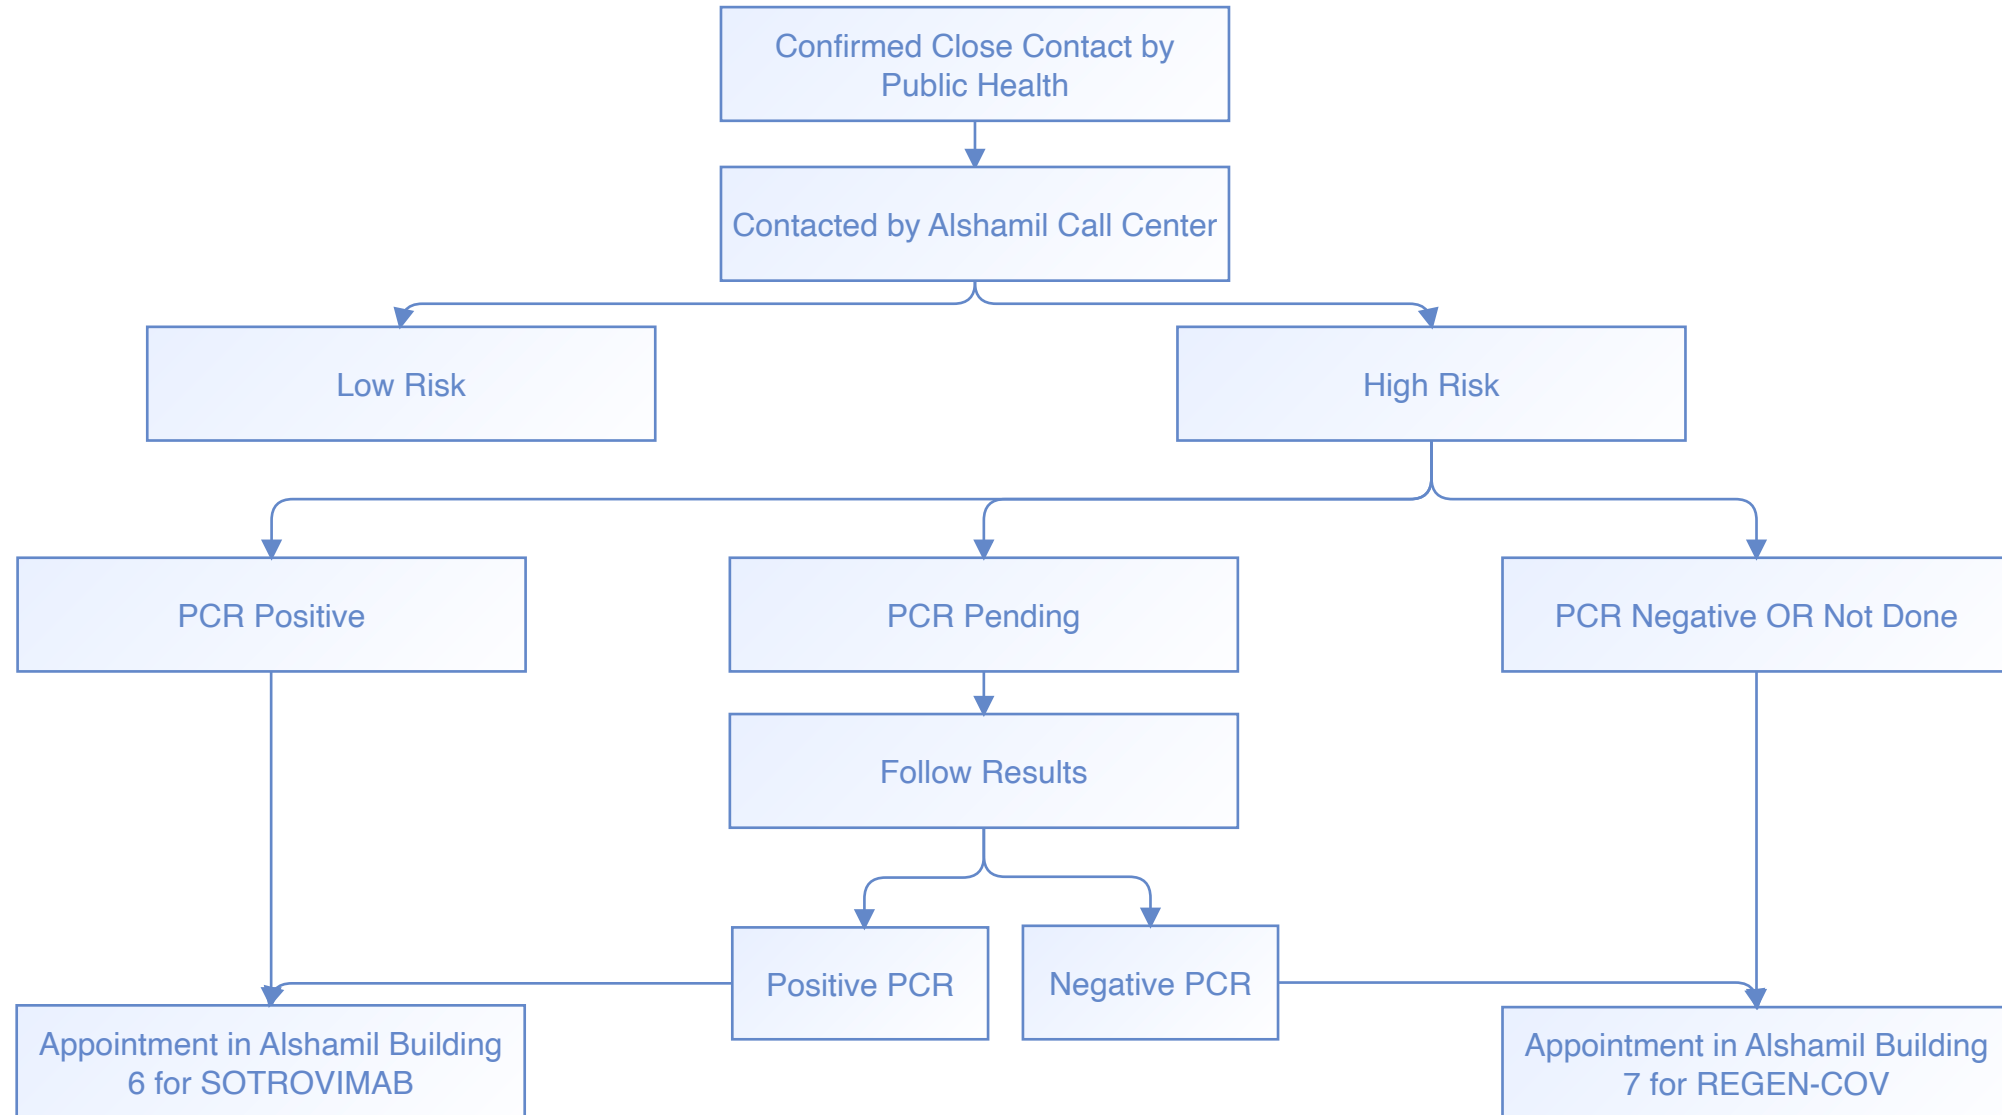 Confirmed Close Contact by
Public Health
Contacted by Alshamil Call Center
Low Risk
High Risk
PCR Positive
PCR Pending
PCR Negative OR Not Done
Follow Results
Positive PCR
Negative PCR
Appointment in Alshamil Building
6 for SOTROVIMAB
Appointment in Alshamil Building
7 for REGEN-COV